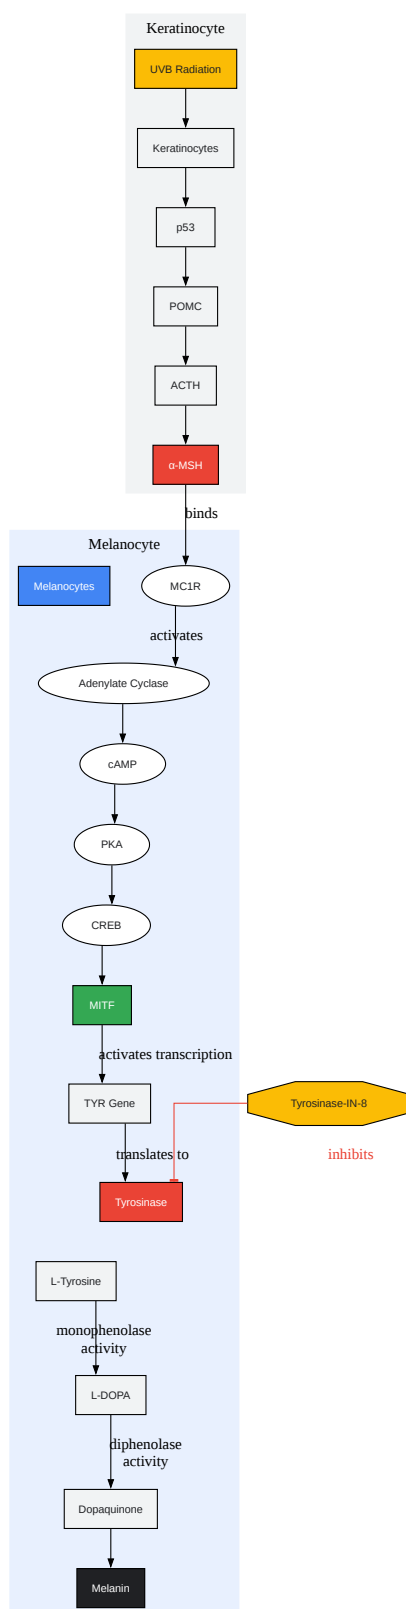 Keratinocyte
UVB Radiation
Keratinocytes
p53
POMC
ACTH
α-MSH
binds
Melanocyte
Melanocytes
MC1R
activates
Adenylate Cyclase
cAMP
PKA
CREB
MITF
activates transcription
TYR Gene
Tyrosinase-IN-8
translates to
inhibits
Tyrosinase
L-Tyrosine
monophenolase
activity
L-DOPA
diphenolase
activity
Dopaquinone
Melanin